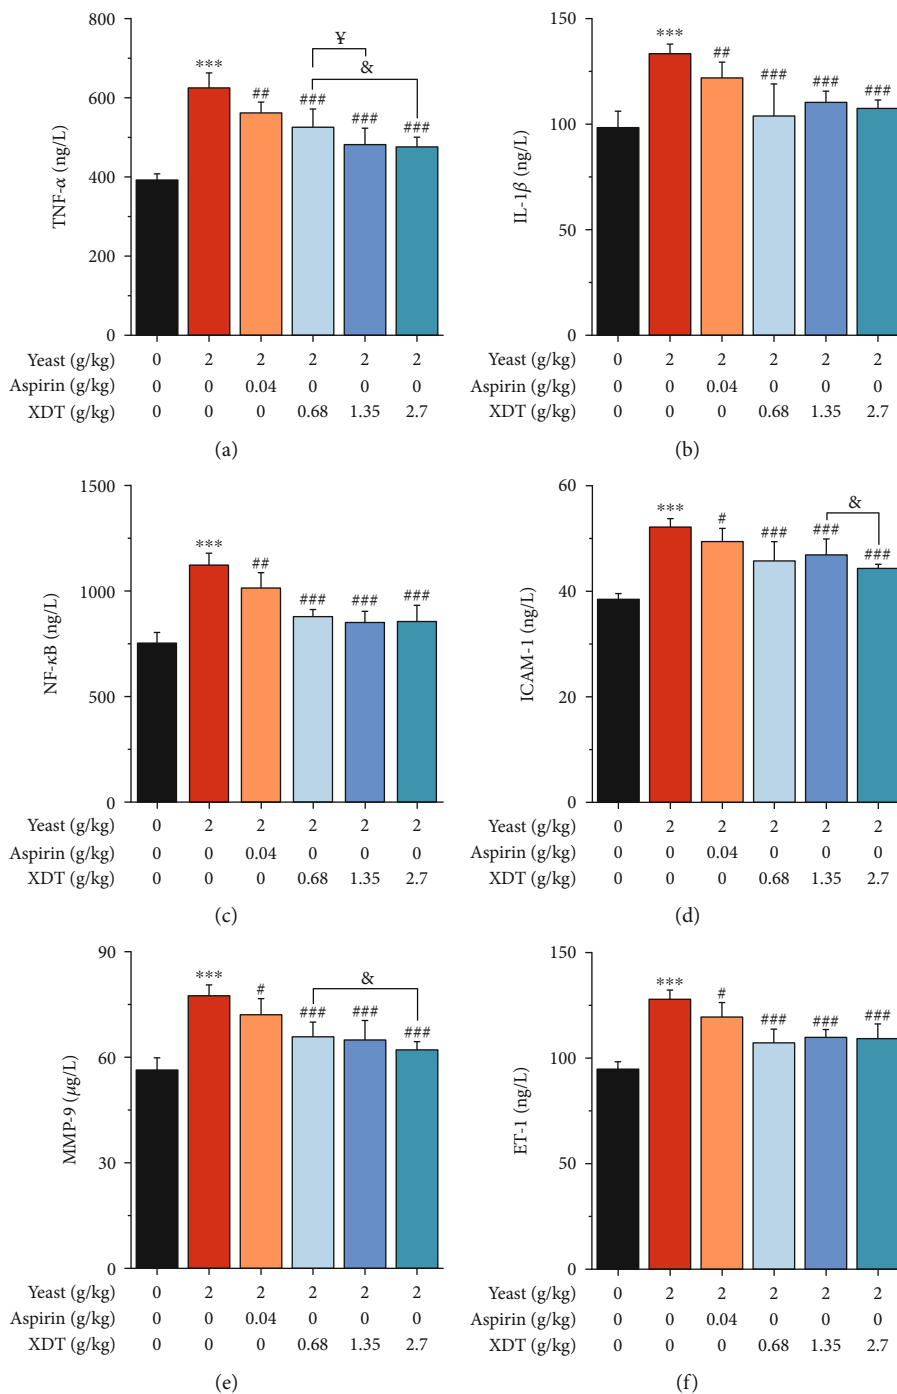 800
600
400
200
0
TNF-α (ng/L)
***
##
###
###
###
¥
&
Yeast (g/kg) 0 2 2 2 2 2
Aspirin (g/kg) 0 0 0.04 0 0 0
XDT (g/kg) 0 0 0 0.68 1.35 2.7
(a)
150
100
50
0
IL-1β (ng/L)
***
##
###
###
###
Yeast (g/kg) 0 2 2 2 2 2
Aspirin (g/kg) 0 0 0.04 0 0 0
XDT (g/kg) 0 0 0 0.68 1.35 2.7
(b)
1500
1000
500
0
NF-κB (ng/L)
***
##
###
###
###
Yeast (g/kg) 0 2 2 2 2 2
Aspirin (g/kg) 0 0 0.04 0 0 0
XDT (g/kg) 0 0 0 0.68 1.35 2.7
(c)
60
40
20
0
ICAM-1 (ng/L)
***
#
###
###
###
&
Yeast (g/kg) 0 2 2 2 2 2
Aspirin (g/kg) 0 0 0.04 0 0 0
XDT (g/kg) 0 0 0 0.68 1.35 2.7
(d)
90
60
30
0
MMP-9 (μg/L)
***
#
###
###
###
&
Yeast (g/kg) 0 2 2 2 2 2
Aspirin (g/kg) 0 0 0.04 0 0 0
XDT (g/kg) 0 0 0 0.68 1.35 2.7
(e)
150
100
50
0
ET-1 (ng/L)
***
#
###
###
###
Yeast (g/kg) 0 2 2 2 2 2
Aspirin (g/kg) 0 0 0.04 0 0 0
XDT (g/kg) 0 0 0 0.68 1.35 2.7
(f)